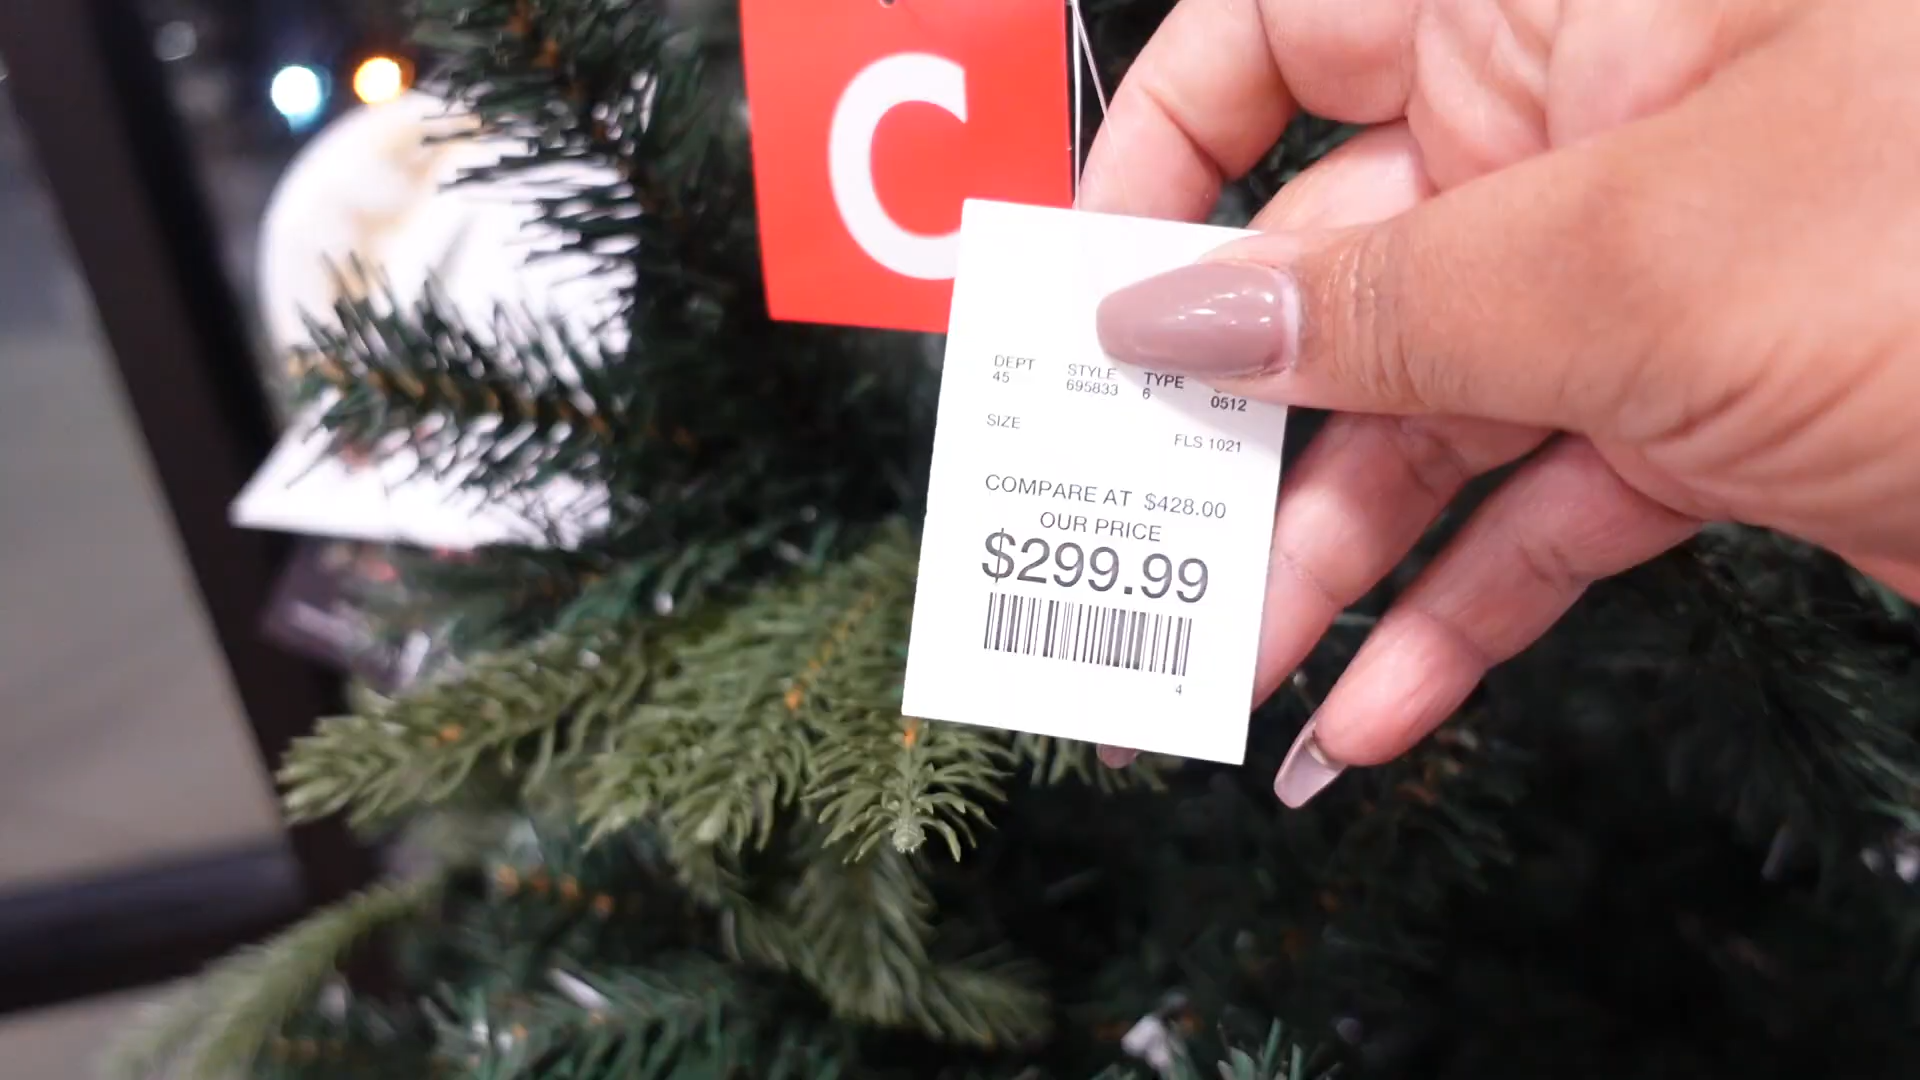 C
DEPT STYLE TYPE
45 695833 6 0512
SIZE
FLS 1021
COMPARE AT $428.00
OUR PRICE
$299.99
4